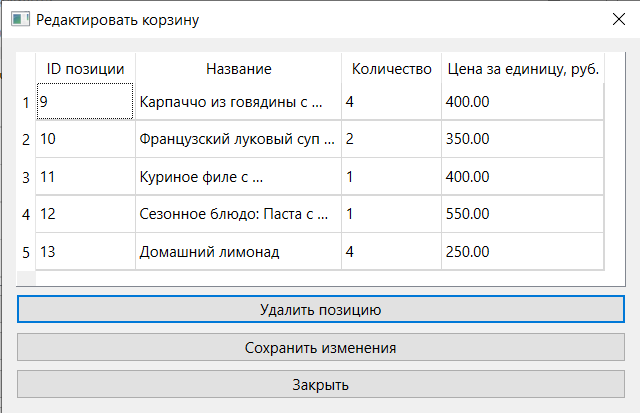 Редактировать корзину
ID позиции Название Количество Цена за единицу, руб.
1 9 Карпаччо из говядины с ... 4 400.00
2 10 Французский луковый суп ... 2 350.00
3 11 Куриное филе с ... 1 400.00
4 12 Сезонное блюдо: Паста с ... 1 550.00
5 13 Домашний лимонад 4 250.00
Удалить позицию
Сохранить изменения
Закрыть